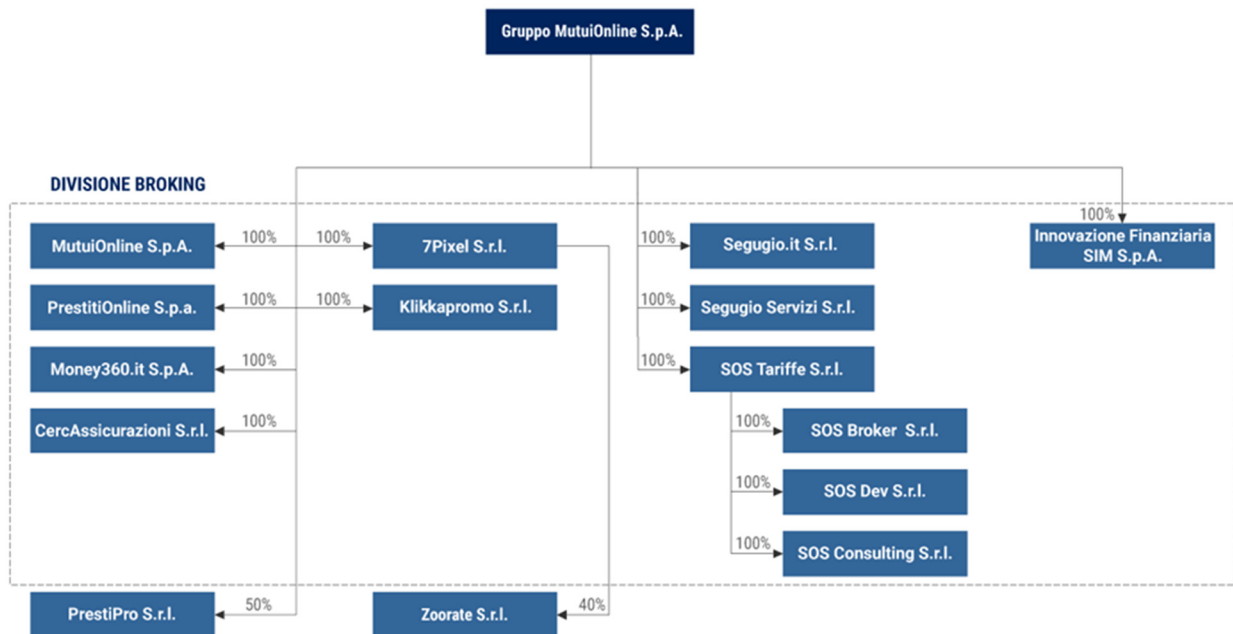 Gruppo MutuiOnline S.p.A.
DIVISIONE BROKING
100%
MutuiOnline S.p.A.
100%
100%
7Pixel S.r.l.
100%
Segugio.it S.r.l.
Innovazione Finanziaria
SIM S.p.A.
PrestitiOnline S.p.a.
100%
100%
Klikkapromo S.r.l.
100%
Segugio Servizi S.r.l.
Money360.it S.p.A.
100%
100%
SOS Tariffe S.r.l.
CercAssicurazioni S.r.l.
100%
100%
SOS Broker S.r.l.
100%
SOS Dev S.r.l.
100%
SOS Consulting S.r.l.
PrestiPro S.r.l.
50%
Zoorate S.r.l.
40%